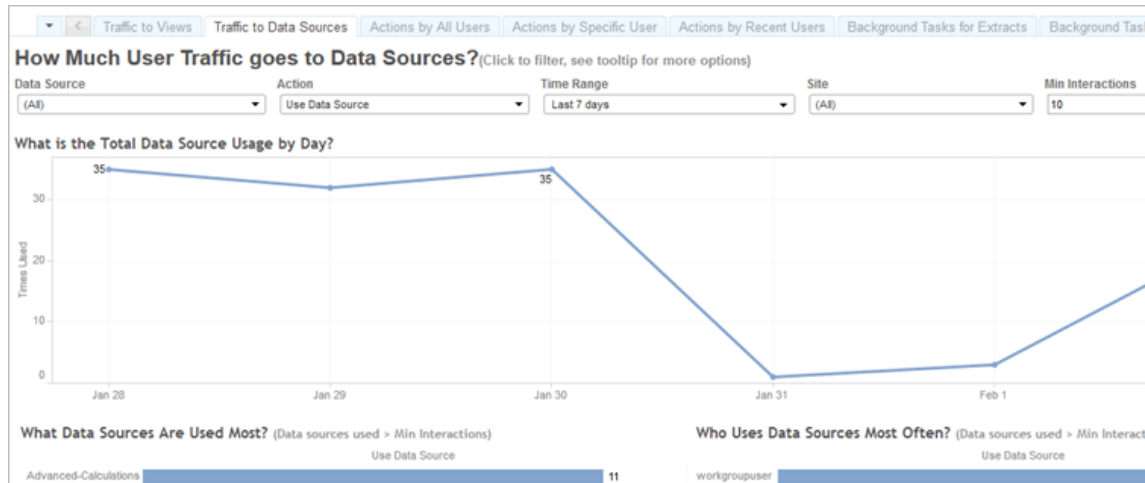 Traffic to Views Traffic to Data Sources Actions by All Users Actions by Specific User Actions by Recent Users Background Tasks for Extracts Background
How Much User Traffic goes to Data Sources?(Click to filter, see tooltip for more options)
Data Source Action Time Range Site Min Interactions
(All) Use Data Source Last 7 days (All) 10
What is the Total Data Source Usage by Day?
35
35
30
20
10
0
Times Used
Jan 28 Jan 29 Jan 30 Jan 31 Feb 1
What Data Sources Are Used Most? (Data sources used > Min Interactions) Who Uses Data Sources Most Often? (Data sources used > Min
Use Data Source Use Data Source
Advanced-Calculations 11 workgroupuser